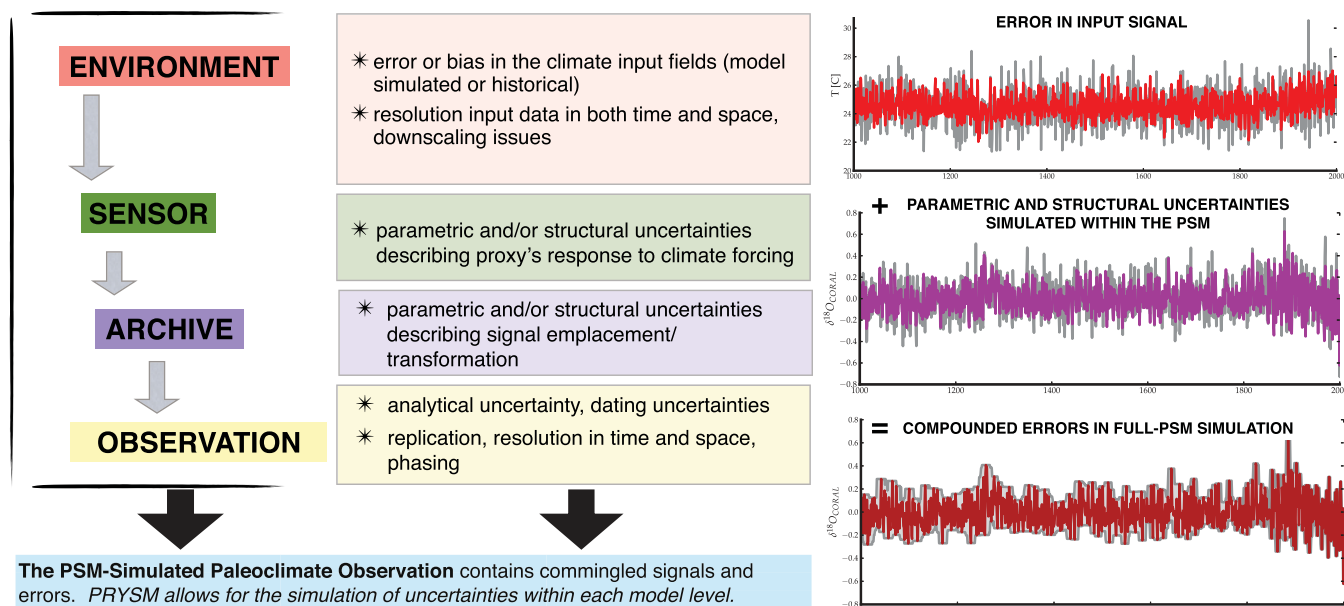 ENVIRONMENT
✴ error or bias in the climate input fields (model
simulated or historical)
✴ resolution input data in both time and space,
downscaling issues
SENSOR
✴ parametric and/or structural uncertainties
describing proxy's response to climate forcing
ARCHIVE
✴ parametric and/or structural uncertainties
describing signal emplacement/
transformation
OBSERVATION
✴ analytical uncertainty, dating uncertainties
✴ replication, resolution in time and space,
phasing
The PSM-Simulated Paleoclimate Observation contains commingled signals and
errors. PRYSM allows for the simulation of uncertainties within each model level.
ERROR IN INPUT SIGNAL
T [C]
30
28
26
24
22
20
1000 1200 1400 1600 1800 2000
+ PARAMETRIC AND STRUCTURAL UNCERTAINTIES
SIMULATED WITHIN THE PSM
δ¹⁸O_CORAL
0.8
0.6
0.4
0.2
0.0
−0.2
−0.4
−0.6
−0.8
1000 1200 1400 1600 1800 2000
= COMPOUNDED ERRORS IN FULL-PSM SIMULATION
δ¹⁸O_CORAL
0.8
0.6
0.4
0.2
0.0
−0.2
−0.4
−0.6
−0.8